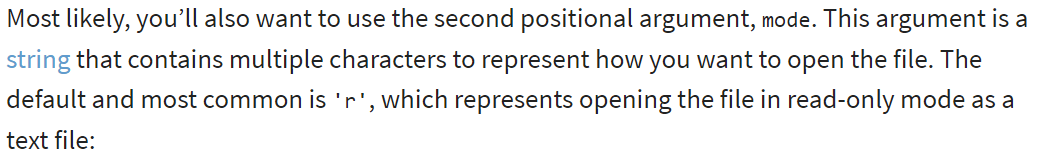 Most likely, you’ll also want to use the second positional argument, mode. This argument is a
string that contains multiple characters to represent how you want to open the file. The
default and most common is 'r', which represents opening the file in read-only mode as a
text file: